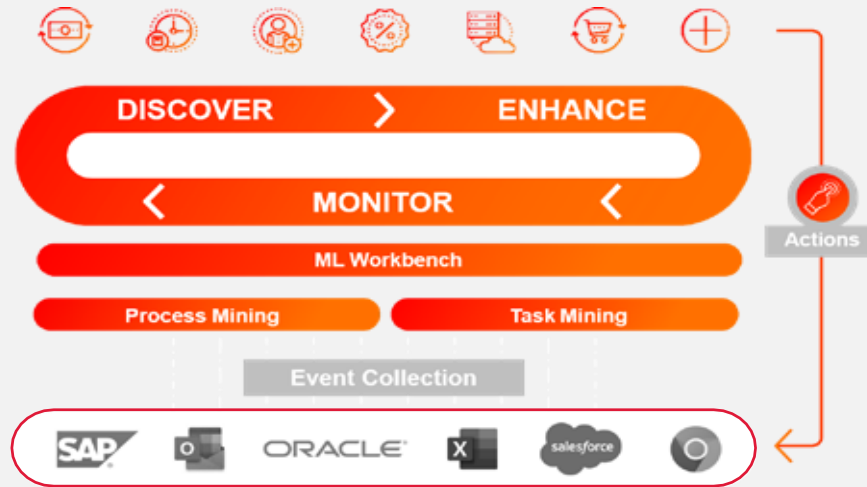 DISCOVER > ENHANCE
< MONITOR <
Actions
ML Workbench
Process Mining Task Mining
Event Collection
SAP O ORACLE X salesforce